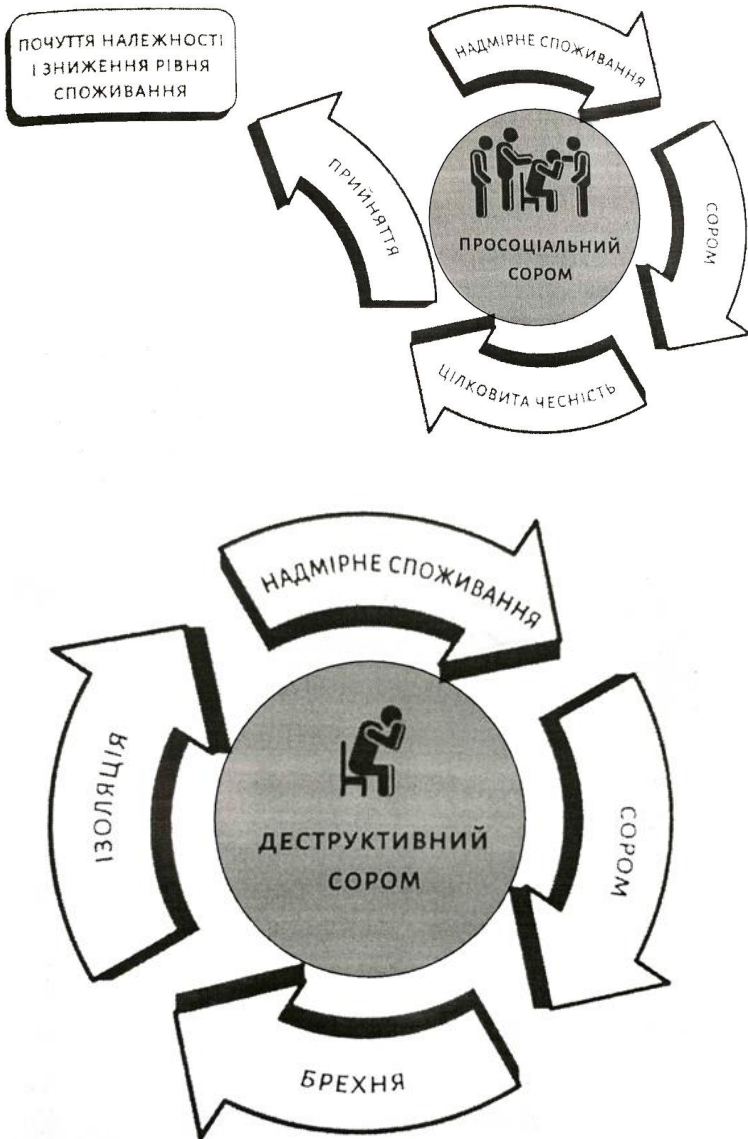 ПОЧУТТЯ НАЛЕЖНОСТІ
І ЗНИЖЕННЯ РІВНЯ
СПОЖИВАННЯ
НАДМІРНЕ СПОЖИВАННЯ
СОРОМ
ЦІЛКОВИТА ЧЕСНІСТЬ
ПРИЙНЯТТЯ
ПРОСОЦІАЛЬНИЙ
СОРОМ
НАДМІРНЕ СПОЖИВАННЯ
СОРОМ
БРЕХНЯ
ІЗОЛЯЦІЯ
ДЕСТРУКТИВНИЙ
СОРОМ